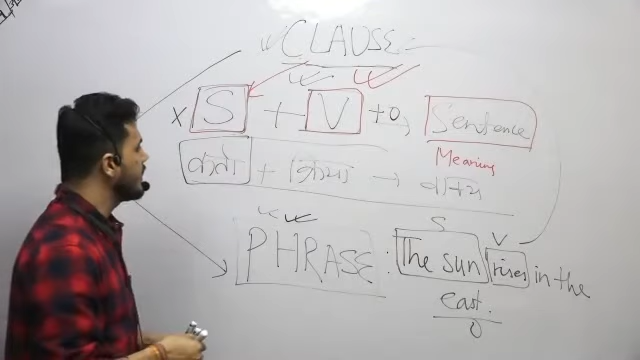 CLAUSE
× S + V + O → Sentence
Meaning
कर्ता + क्रिया → वाक्य
S V
PHRASE : The sun rises in the
east.
O